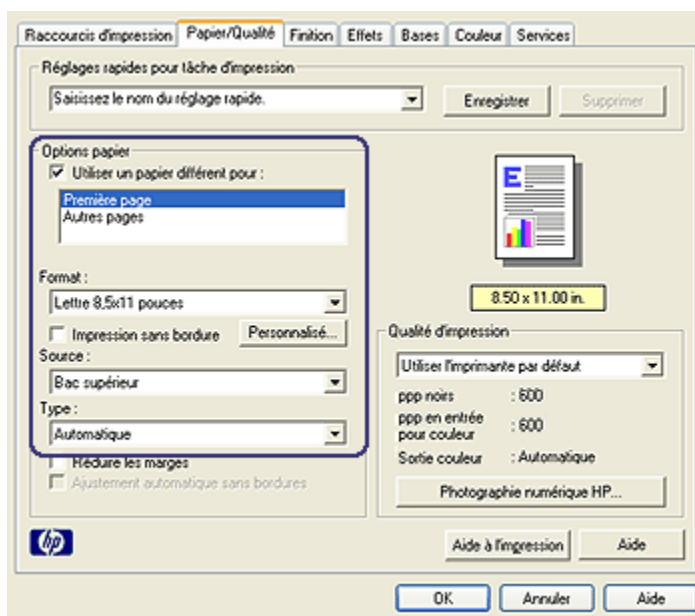 Raccourcis d'impression Papier/Qualité Finition Effets Bases Couleur Services
Réglages rapides pour tâche d'impression
Saisissez le nom du réglage rapide. Enregistrer Supprimer
Options papier
Utiliser un papier différent pour :
Première page
Autres pages
Format :
Lettre 8,5x11 pouces
Impression sans bordure Personnalisé...
Source :
Bac supérieur
Type :
Automatique
Réduire les marges
Ajustement automatique sans bordures
E
8.50 x 11.00 in.
Qualité d'impression
Utiliser l'imprimante par défaut
ppp noirs : 600
ppp en entrée
pour couleur : 600
Sortie couleur : Automatique
Photographie numérique HP...
hp
Aide à l'impression Aide
OK Annuler Aide